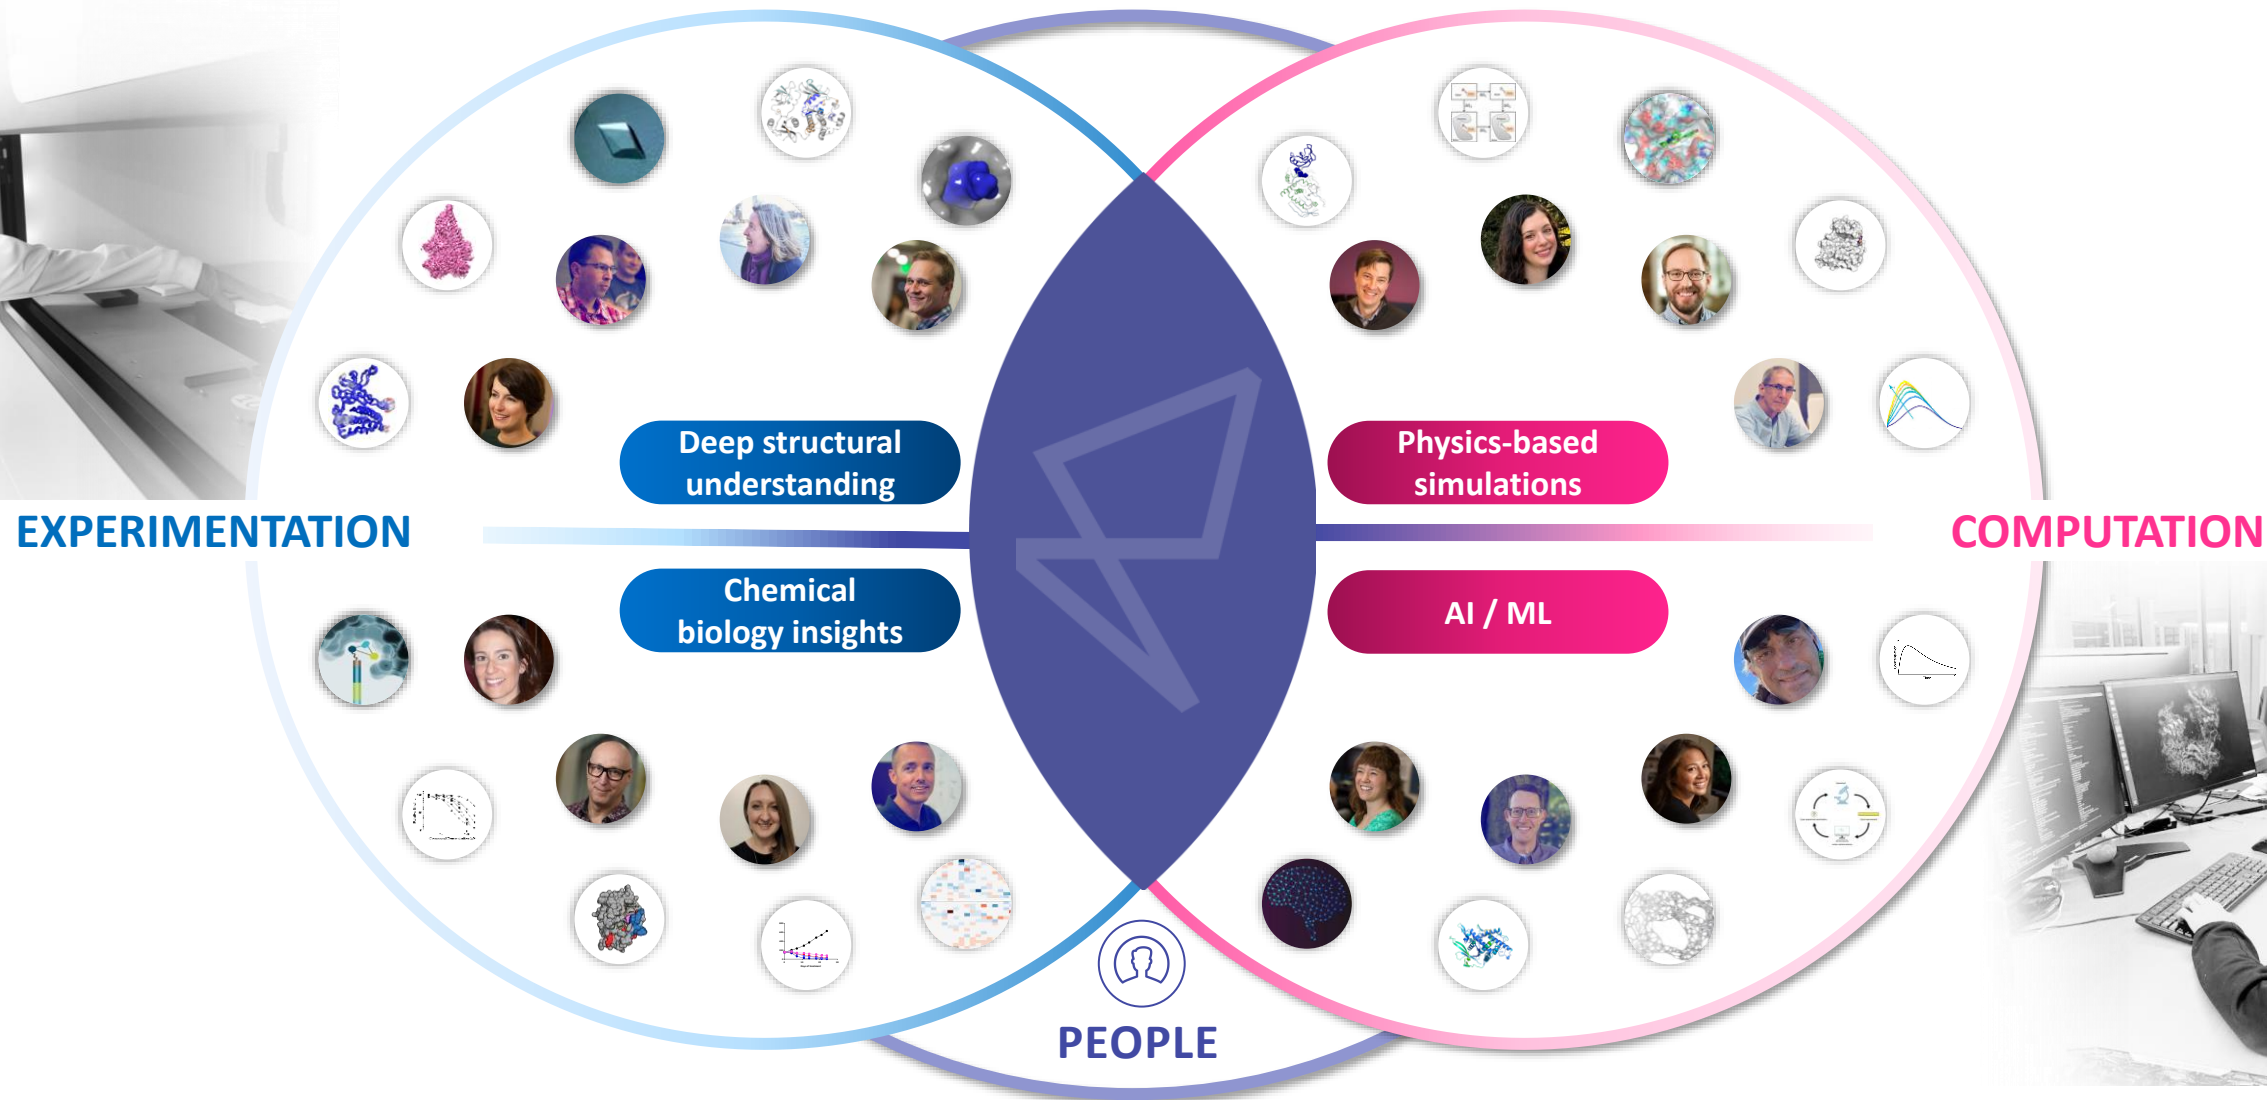 Deep structural
understanding
Physics-based
simulations
EXPERIMENTATION
COMPUTATION
Chemical
biology insights
AI / ML
PEOPLE